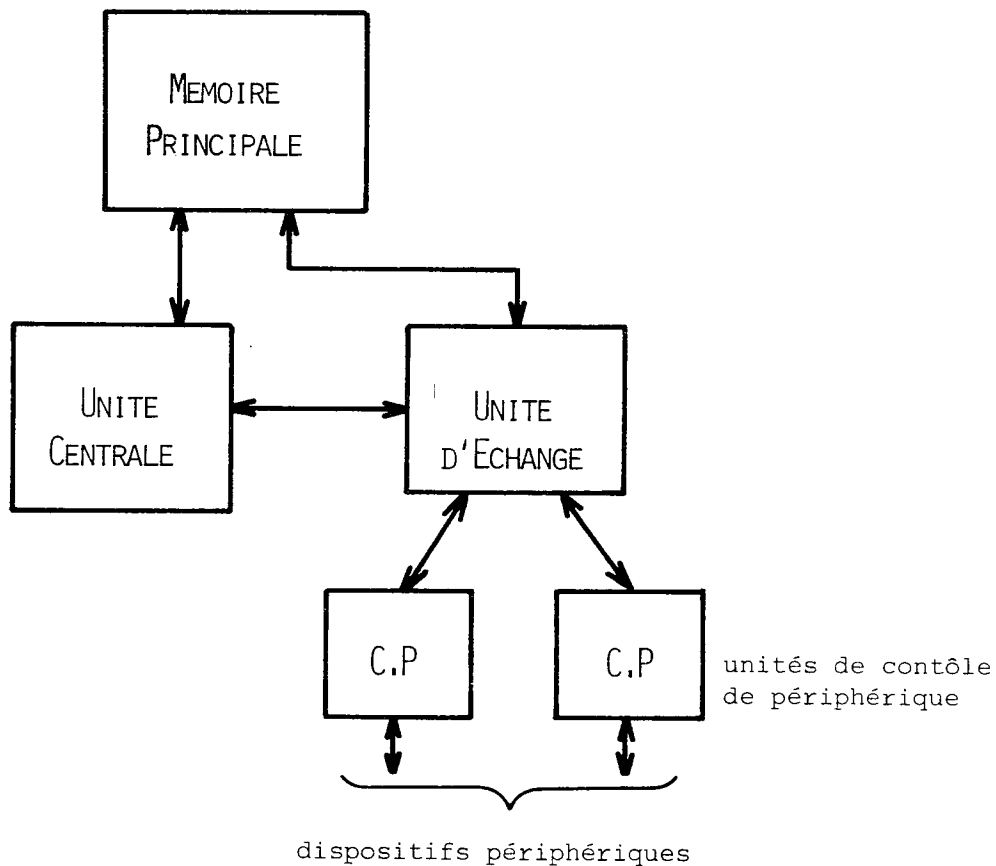 MEMOIRE
PRINCIPALE
UNITE
CENTRALE
UNITE
D'ECHANGE
C.P
C.P
unités de contôle
de périphérique
dispositifs périphériques